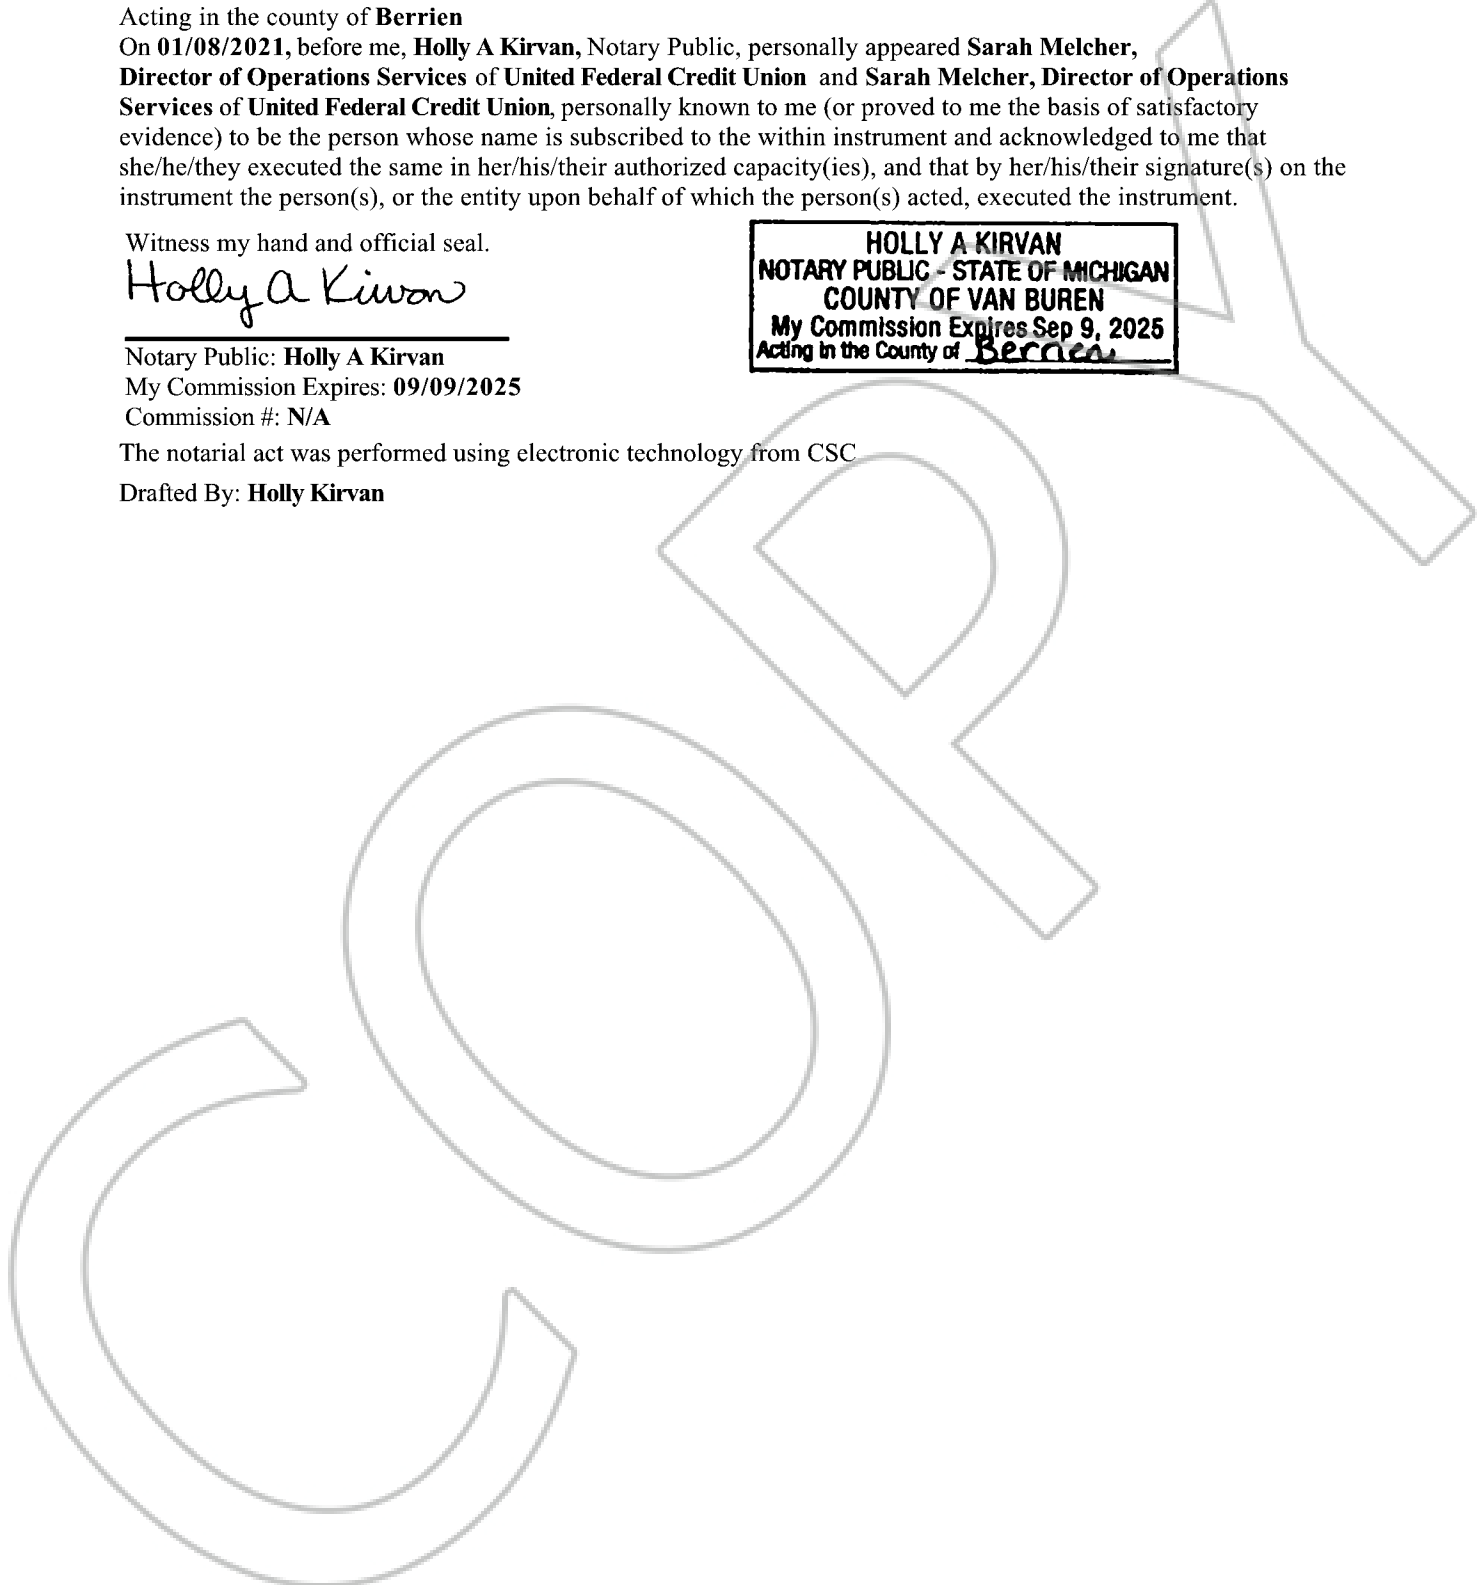 Acting in the county of Berrien
On 01/08/2021, before me, Holly A Kirvan, Notary Public, personally appeared Sarah Melcher,
Director of Operations Services of United Federal Credit Union and Sarah Melcher, Director of Operations
Services of United Federal Credit Union, personally known to me (or proved to me the basis of satisfactory
evidence) to be the person whose name is subscribed to the within instrument and acknowledged to me that
she/he/they executed the same in her/his/their authorized capacity(ies), and that by her/his/their signature(s) on the
instrument the person(s), or the entity upon behalf of which the person(s) acted, executed the instrument.
Witness my hand and official seal.
Holly A Kirvan
HOLLY A KIRVAN
NOTARY PUBLIC - STATE OF MICHIGAN
COUNTY OF VAN BUREN
My Commission Expires Sep 9, 2025
Acting in the County of Berrien
Notary Public: Holly A Kirvan
My Commission Expires: 09/09/2025
Commission #: N/A
The notarial act was performed using electronic technology from CSC
Drafted By: Holly Kirvan
COPY